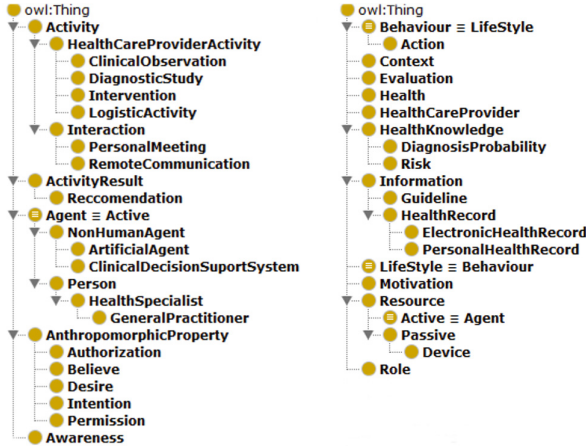 owl:Thing
Activity
HealthCareProviderActivity
ClinicalObservation
DiagnosticStudy
Intervention
LogisticActivity
Interaction
PersonalMeeting
RemoteCommunication
ActivityResult
Reccomendation
Agent ≡ Active
NonHumanAgent
ArtificialAgent
ClinicalDecisionSuportSystem
Person
HealthSpecialist
GeneralPractitioner
AnthropomorphicProperty
Authorization
Believe
Desire
Intention
Permission
Awareness
owl:Thing
Behaviour ≡ LifeStyle
Action
Context
Evaluation
Health
HealthCareProvider
HealthKnowledge
DiagnosisProbability
Risk
Information
Guideline
HealthRecord
ElectronicHealthRecord
PersonalHealthRecord
LifeStyle ≡ Behaviour
Motivation
Resource
Active ≡ Agent
Passive
Device
Role